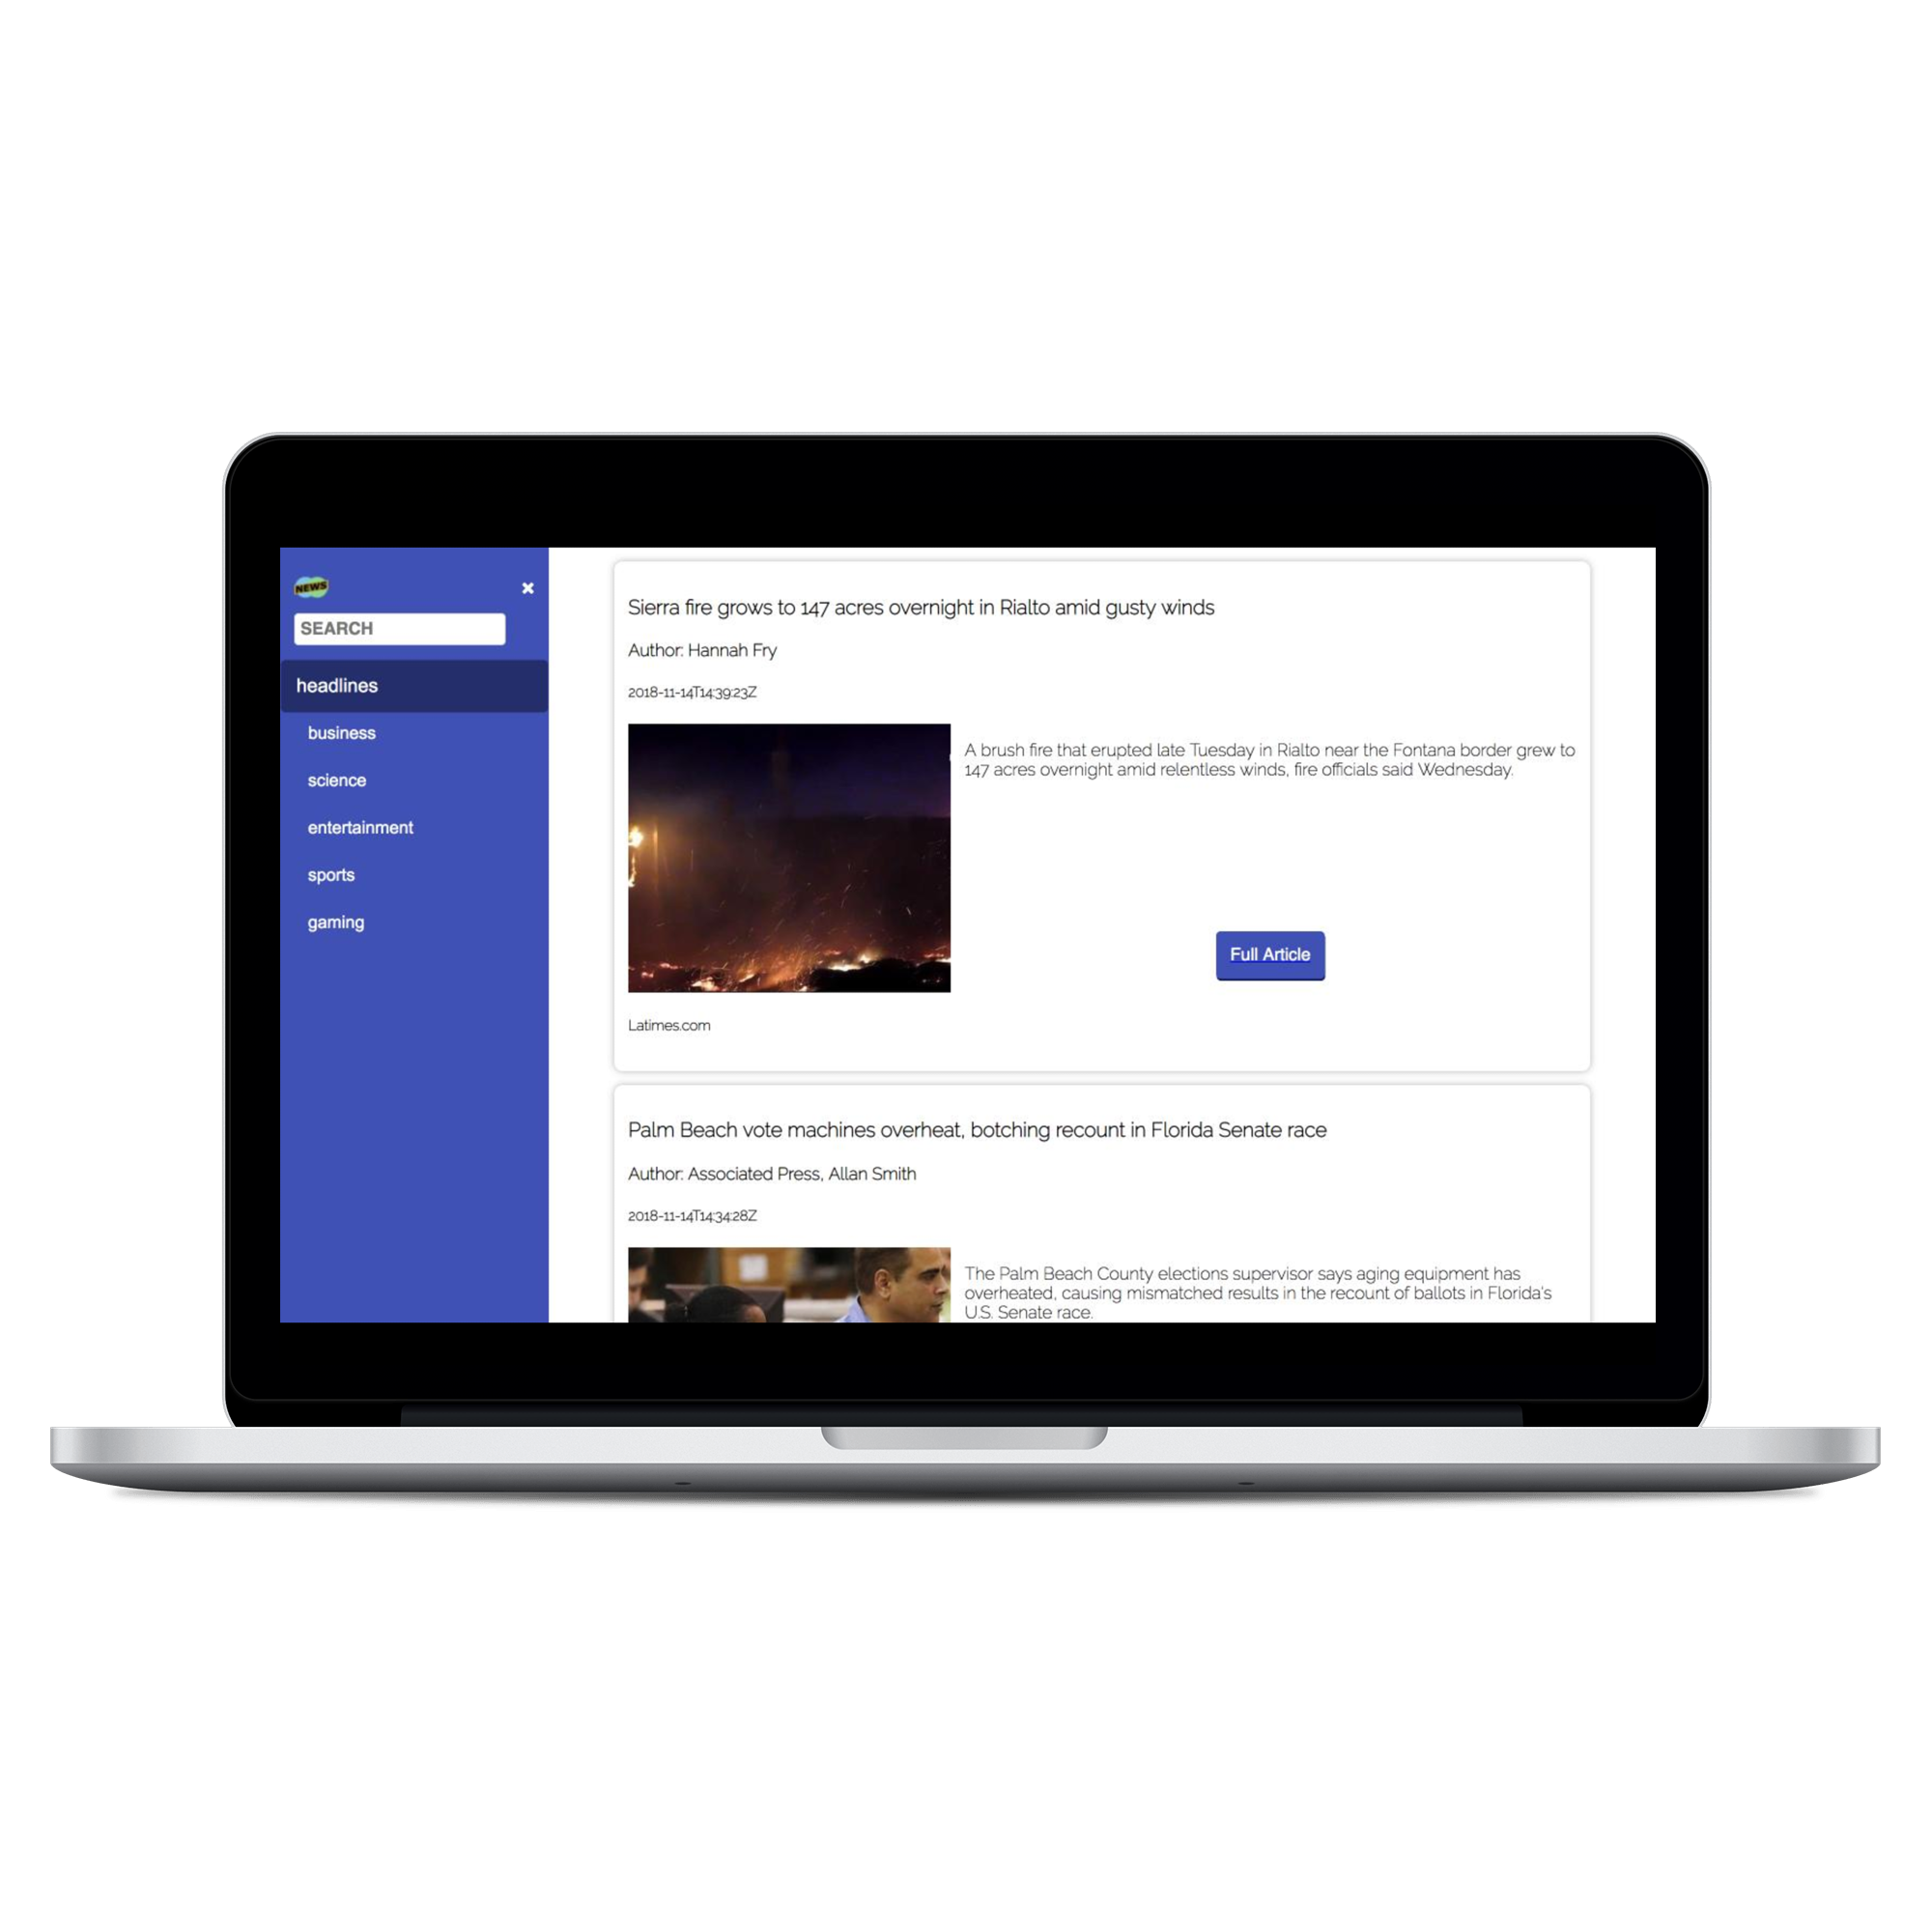 NEWS
SEARCH
headlines
business
science
entertainment
sports
gaming
Sierra fire grows to 147 acres overnight in Rialto amid gusty winds
Author: Hannah Fry
2018-11-14T14:39:23Z
A brush fire that erupted late Tuesday in Rialto near the Fontana border grew to
147 acres overnight amid relentless winds, fire officials said Wednesday.
Full Article
Latimes.com
Palm Beach vote machines overheat, botching recount in Florida Senate race
Author: Associated Press, Allan Smith
2018-11-14T14:34:28Z
The Palm Beach County elections supervisor says aging equipment has
overheated, causing mismatched results in the recount of ballots in Florida's
U.S. Senate race.